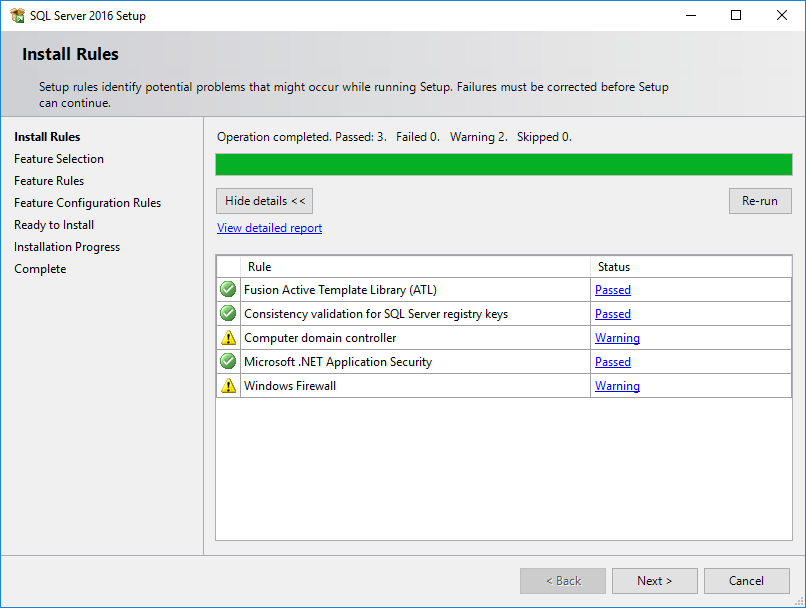 SQL Server 2016 Setup
Install Rules
Setup rules identify potential problems that might occur while running Setup. Failures must be corrected before Setup
can continue.
Install Rules
Feature Selection
Feature Rules
Feature Configuration Rules
Ready to Install
Installation Progress
Complete
Operation completed. Passed: 3. Failed 0. Warning 2. Skipped 0.
Hide details << Re-run
View detailed report
Rule Status
Fusion Active Template Library (ATL) Passed
Consistency validation for SQL Server registry keys Passed
Computer domain controller Warning
Microsoft .NET Application Security Passed
Windows Firewall Warning
< Back Next > Cancel